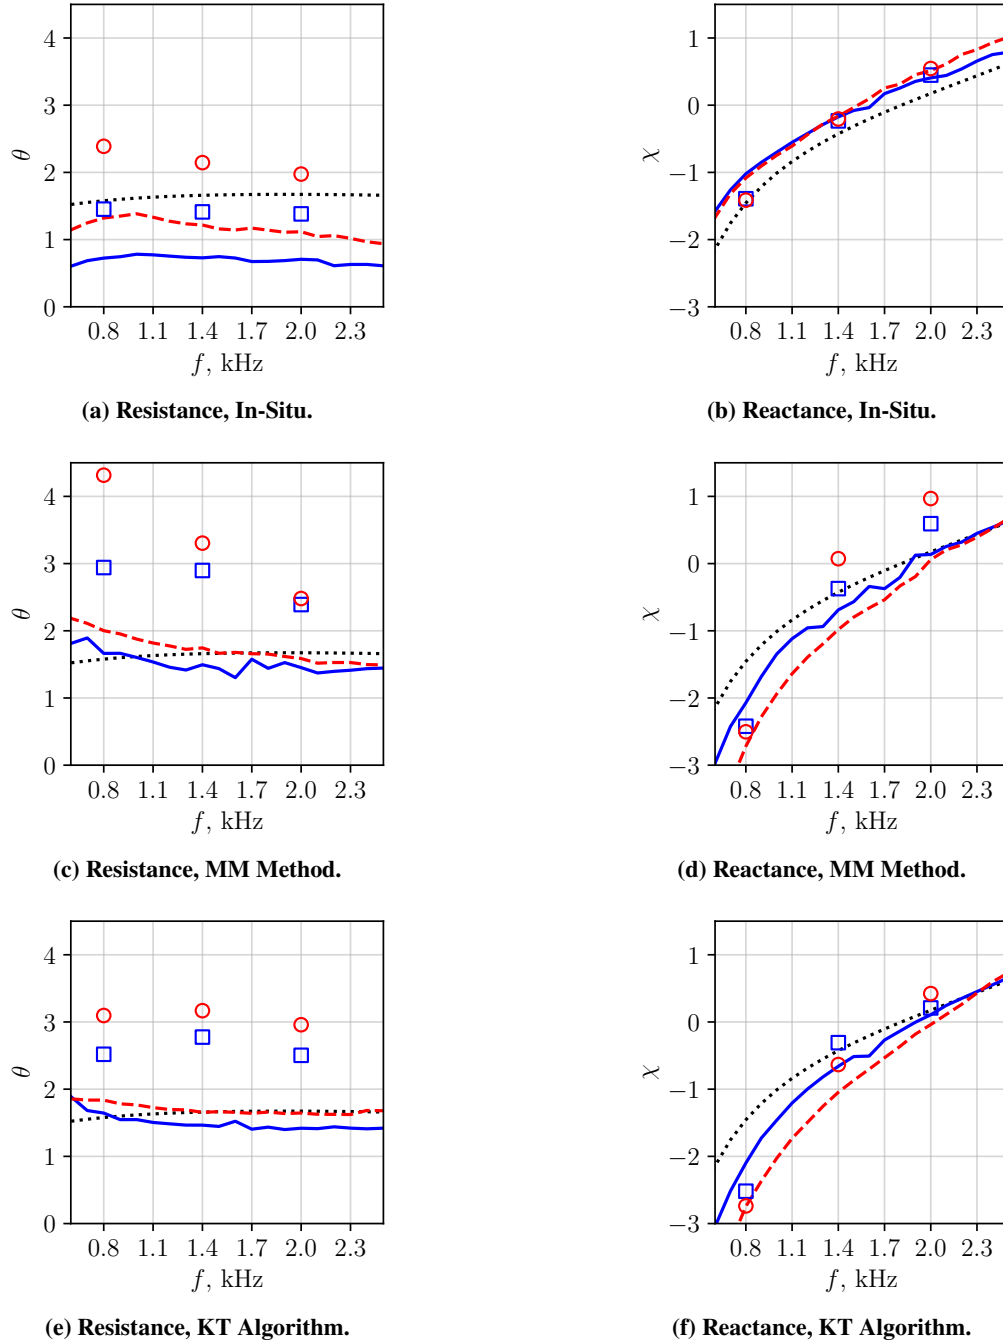 4
3
2
1
0
θ
0.8 1.1 1.4 1.7 2.0 2.3
f, kHz
(a) Resistance, In-Situ.
1
0
−1
−2
−3
χ
0.8 1.1 1.4 1.7 2.0 2.3
f, kHz
(b) Reactance, In-Situ.
4
3
2
1
0
θ
0.8 1.1 1.4 1.7 2.0 2.3
f, kHz
(c) Resistance, MM Method.
1
0
−1
−2
−3
χ
0.8 1.1 1.4 1.7 2.0 2.3
f, kHz
(d) Reactance, MM Method.
4
3
2
1
0
θ
0.8 1.1 1.4 1.7 2.0 2.3
f, kHz
(e) Resistance, KT Algorithm.
1
0
−1
−2
−3
χ
0.8 1.1 1.4 1.7 2.0 2.3
f, kHz
(f) Reactance, KT Algorithm.